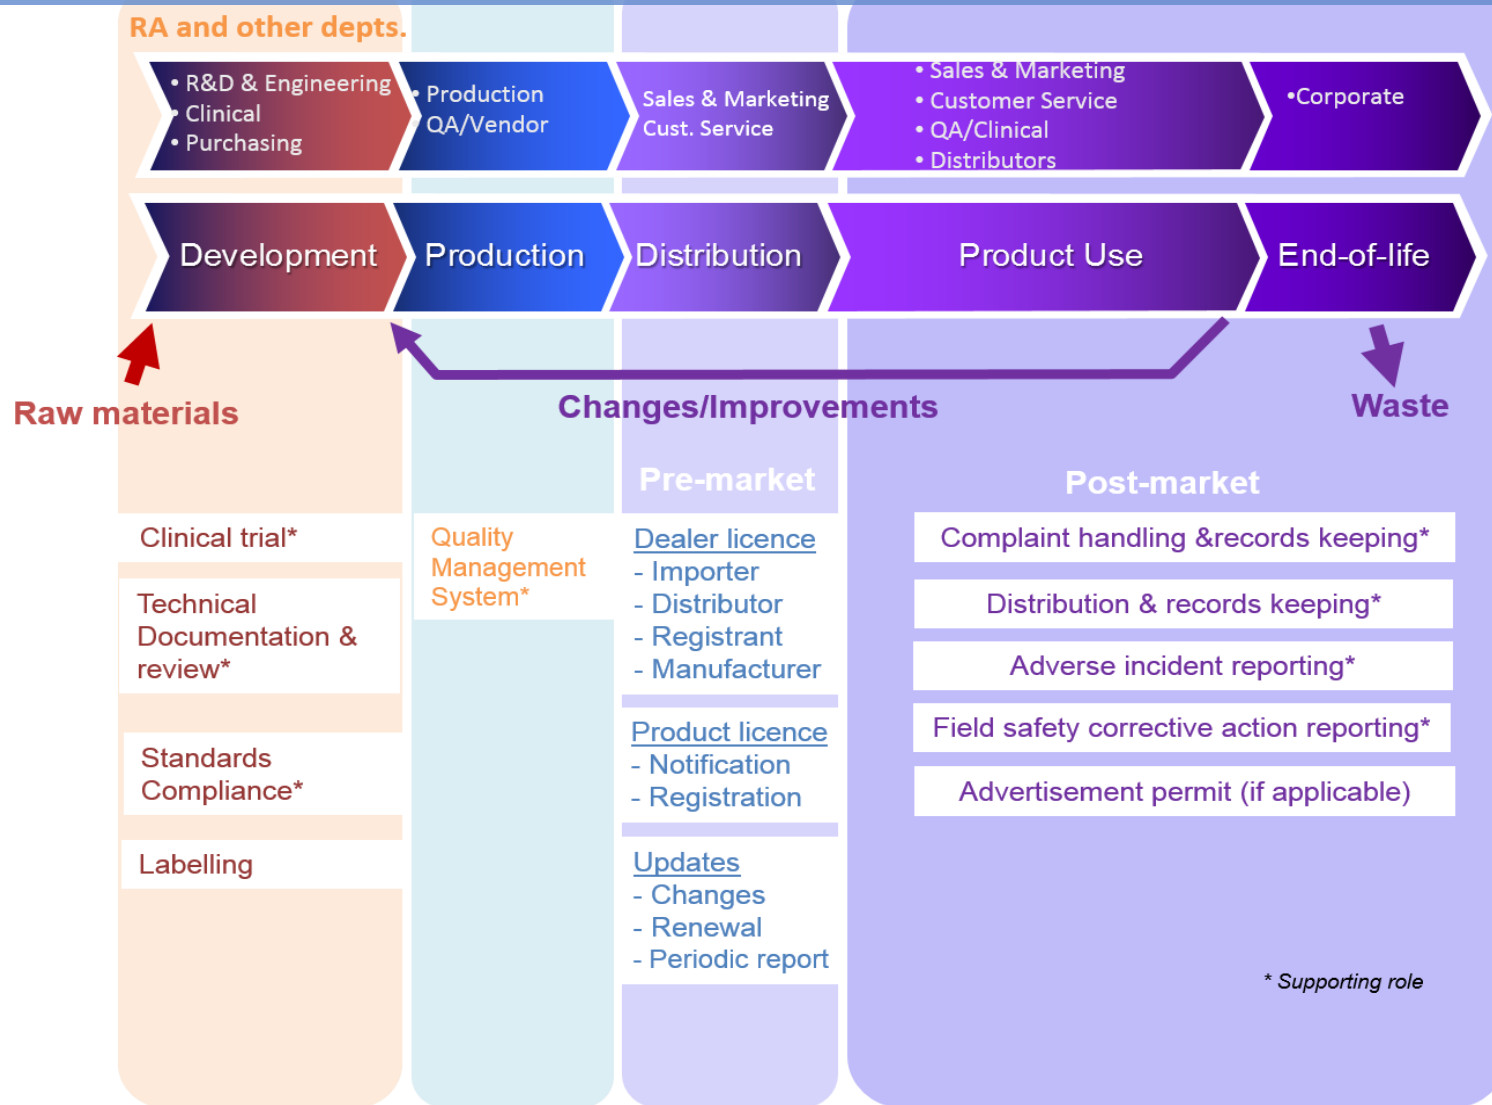 RA and other depts.
• R&D & Engineering
• Clinical
• Purchasing
• Production
QA/Vendor
Sales & Marketing
Cust. Service
• Sales & Marketing
• Customer Service
• QA/Clinical
• Distributors
•Corporate
Development
Production
Distribution
Product Use
End-of-life
Raw materials
Changes/Improvements
Waste
Pre-market
Post-market
Clinical trial*
Technical
Documentation &
review*
Standards
Compliance*
Labelling
Quality
Management
System*
Dealer licence
- Importer
- Distributor
- Registrant
- Manufacturer
Product licence
- Notification
- Registration
Updates
- Changes
- Renewal
- Periodic report
Complaint handling &records keeping*
Distribution & records keeping*
Adverse incident reporting*
Field safety corrective action reporting*
Advertisement permit (if applicable)
* Supporting role